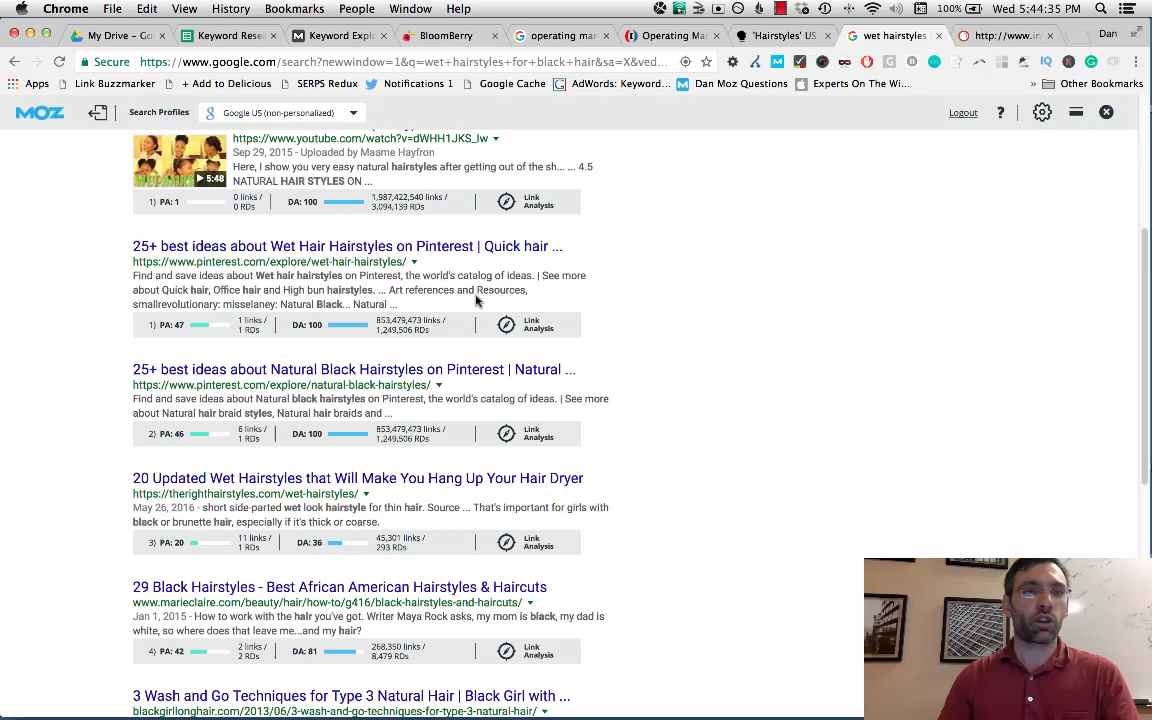 Chrome File Edit View History Bookmarks People Window Help 100% Wed 5:44:35 PM
My Drive – Go Keyword Rese Keyword Explo BloomBerry operating mar Operating Mar 'Hairstyles' US wet hairstyles http://www.in Dan
Secure https://www.google.com/search?newwindow=1&q=wet+hairstyles+for+black+hair&sa=X&ved...
Apps Link Buzzmarker + Add to Delicious SERPS Redux Notifications 1 Google Cache AdWords: Keyword... Dan Moz Questions Experts On The Wi... » Other Bookmarks
MOZ Search Profiles Google US (non-personalized) Logout ?
https://www.youtube.com/watch?v=dWHH1JKS_lw
Sep 29, 2015 - Uploaded by Maame Hayfron
Here, I show you very easy natural hairstyles after getting out of the sh... ... 4.5
NATURAL HAIR STYLES ON ...
5:48
1) PA: 1 0 links / 0 RDs DA: 100 1,987,422,540 links / 3,094,139 RDs Link Analysis
25+ best ideas about Wet Hair Hairstyles on Pinterest | Quick hair ...
https://www.pinterest.com/explore/wet-hair-hairstyles/
Find and save ideas about Wet hair hairstyles on Pinterest, the world's catalog of ideas. | See more
about Quick hair, Office hair and High bun hairstyles. ... Art references and Resources,
smallrevolutionary: misselaney: Natural Black... Natural ...
1) PA: 47 1 links / 1 RDs DA: 100 853,479,473 links / 1,249,506 RDs Link Analysis
25+ best ideas about Natural Black Hairstyles on Pinterest | Natural ...
https://www.pinterest.com/explore/natural-black-hairstyles/
Find and save ideas about Natural black hairstyles on Pinterest, the world's catalog of ideas. | See more
about Natural hair braid styles, Natural hair braids and ...
2) PA: 46 6 links / 1 RDs DA: 100 853,479,473 links / 1,249,506 RDs Link Analysis
20 Updated Wet Hairstyles that Will Make You Hang Up Your Hair Dryer
https://therighthairstyles.com/wet-hairstyles/
May 26, 2016 - short side-parted wet look hairstyle for thin hair. Source ... That's important for girls with
black or brunette hair, especially if it's thick or coarse.
3) PA: 20 11 links / 1 RDs DA: 36 45,301 links / 293 RDs Link Analysis
29 Black Hairstyles - Best African American Hairstyles & Haircuts
www.marieclaire.com/beauty/hair/how-to/g416/black-hairstyles-and-haircuts/
Jan 1, 2015 - How to work with the hair you've got. Writer Maya Rock asks, my mom is black, my dad is
white, so where does that leave me...and my hair?
4) PA: 42 2 links / 2 RDs DA: 81 268,350 links / 8,479 RDs Link Analysis
3 Wash and Go Techniques for Type 3 Natural Hair | Black Girl with ...
blackgirllonghair.com/2013/06/3-wash-and-go-techniques-for-type-3-natural-hair/